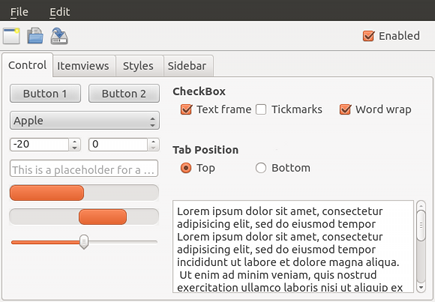 File Edit
Enabled
Control Itemviews Styles Sidebar
Button 1 Button 2
CheckBox
Text frame Tickmarks Word wrap
Apple
-20 0
Tab Position
This is a placeholder for a ...
Top Bottom
Lorem ipsum dolor sit amet, consectetur
adipisicing elit, sed do eiusmod tempor
Lorem ipsum dolor sit amet, consectetur
adipisicing elit, sed do eiusmod tempor
incididunt ut labore et dolore magna aliqua.
Ut enim ad minim veniam, quis nostrud
exercitation ullamco laboris nisi ut aliquip ex